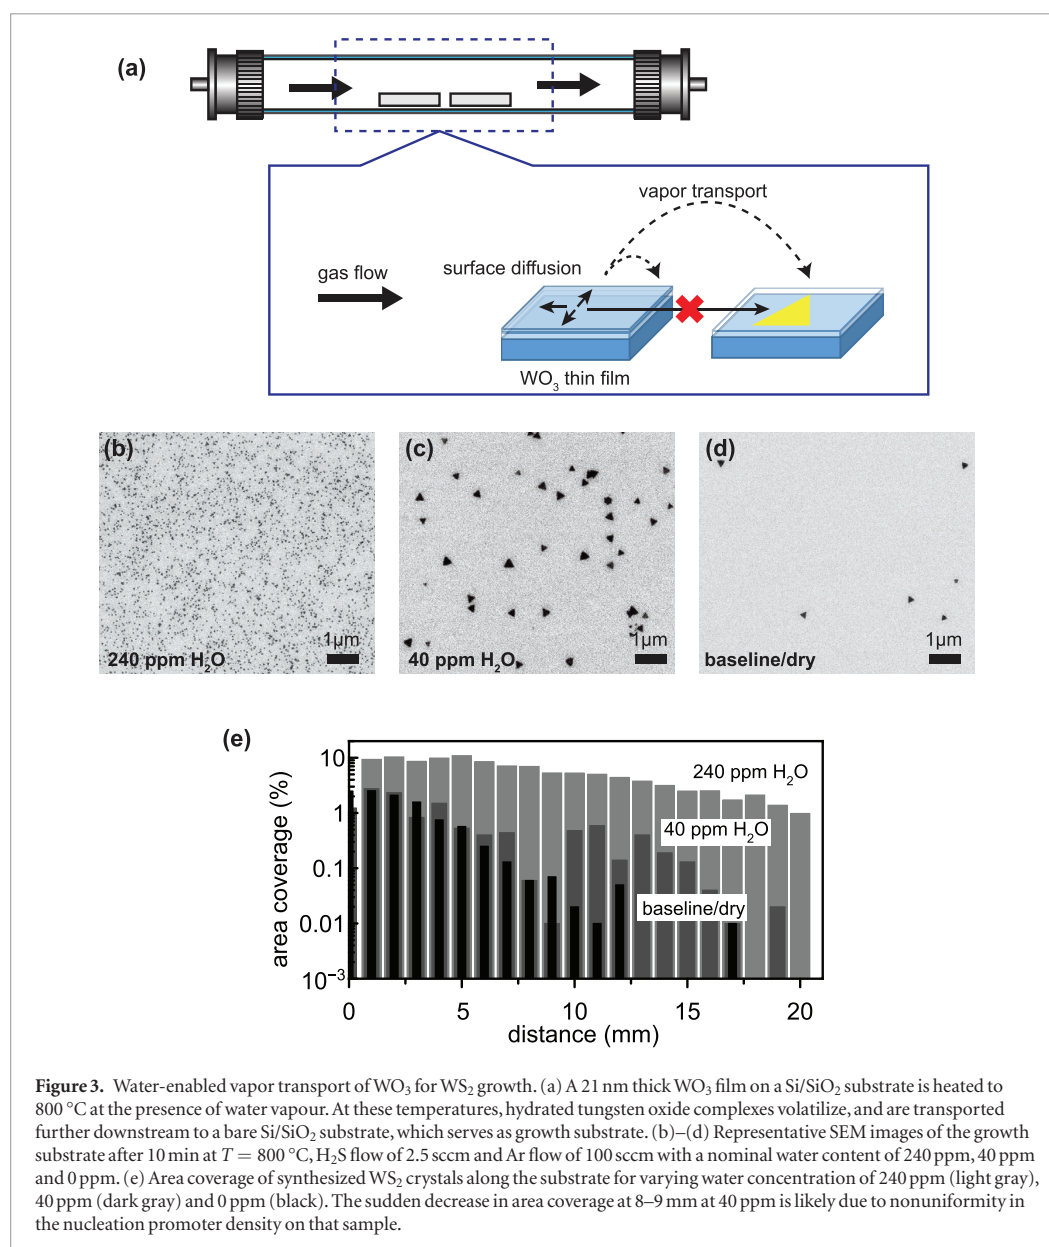 (a)
vapor transport
surface diffusion
gas flow
WO3 thin film
(b)
(c)
(d)
1μm
1μm
1μm
240 ppm H2O
40 ppm H2O
baseline/dry
(e)
area coverage (%)
10
1
0.1
0.01
10−3
240 ppm H2O
40 ppm H2O
baseline/dry
0
5
10
15
20
distance (mm)
Figure 3. Water-enabled vapor transport of WO3 for WS2 growth. (a) A 21 nm thick WO3 film on a Si/SiO2 substrate is heated to
800 °C at the presence of water vapour. At these temperatures, hydrated tungsten oxide complexes volatilize, and are transported
further downstream to a bare Si/SiO2 substrate, which serves as growth substrate. (b)–(d) Representative SEM images of the growth
substrate after 10 min at T = 800 °C, H2S flow of 2.5 sccm and Ar flow of 100 sccm with a nominal water content of 240 ppm, 40 ppm
and 0 ppm. (e) Area coverage of synthesized WS2 crystals along the substrate for varying water concentration of 240 ppm (light gray),
40 ppm (dark gray) and 0 ppm (black). The sudden decrease in area coverage at 8–9 mm at 40 ppm is likely due to nonuniformity in
the nucleation promoter density on that sample.